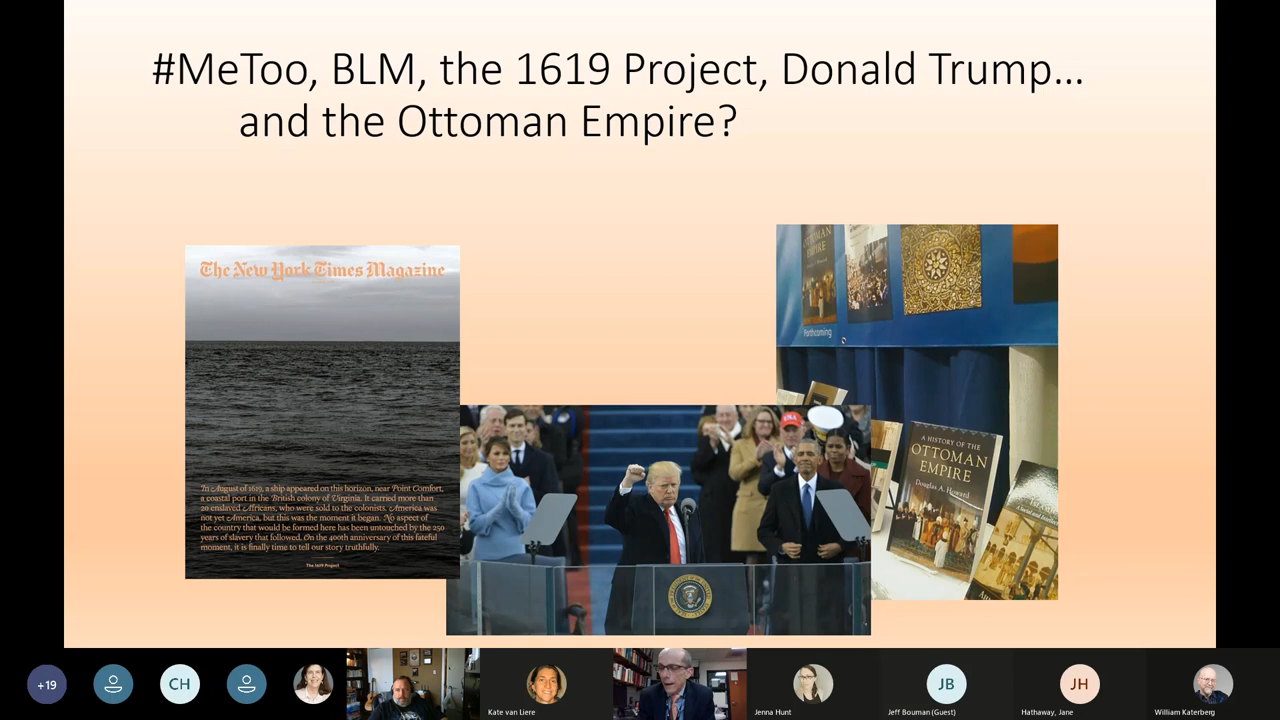 #MeToo, BLM, the 1619 Project, Donald Trump...
and the Ottoman Empire?
The New York Times Magazine
In August of 1619, a ship appeared on this horizon, near Point Comfort,
a coastal port in the British colony of Virginia. It carried more than
20 enslaved Africans, who were sold to the colonists. America was
not yet America, but this was the moment it began. No aspect of
the country that would be formed here has been untouched by the 250
years of slavery that followed. On the 400th anniversary of this fateful
moment, it is finally time to tell our story truthfully.
The 1619 Project
OTTOMAN
EMPIRE
Forthcoming
A HISTORY OF THE
OTTOMAN
EMPIRE
Douglas A. Howard
+19
CH
Kate van Liere
Jenna Hunt
JB
Jeff Bouman (Guest)
JH
Hathaway, Jane
William Katerberg